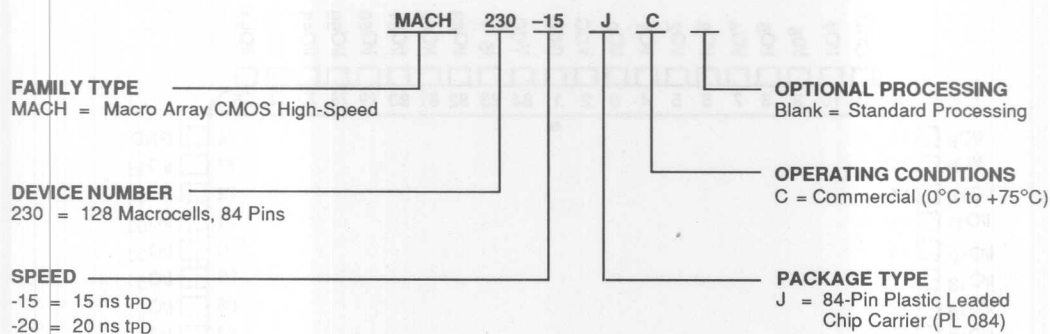 MACH 230 -15 J C
FAMILY TYPE
MACH = Macro Array CMOS High-Speed
DEVICE NUMBER
230 = 128 Macrocells, 84 Pins
SPEED
-15 = 15 ns tPD
-20 = 20 ns tPD
OPTIONAL PROCESSING
Blank = Standard Processing
OPERATING CONDITIONS
C = Commercial (0°C to +75°C)
PACKAGE TYPE
J = 84-Pin Plastic Leaded
Chip Carrier (PL 084)